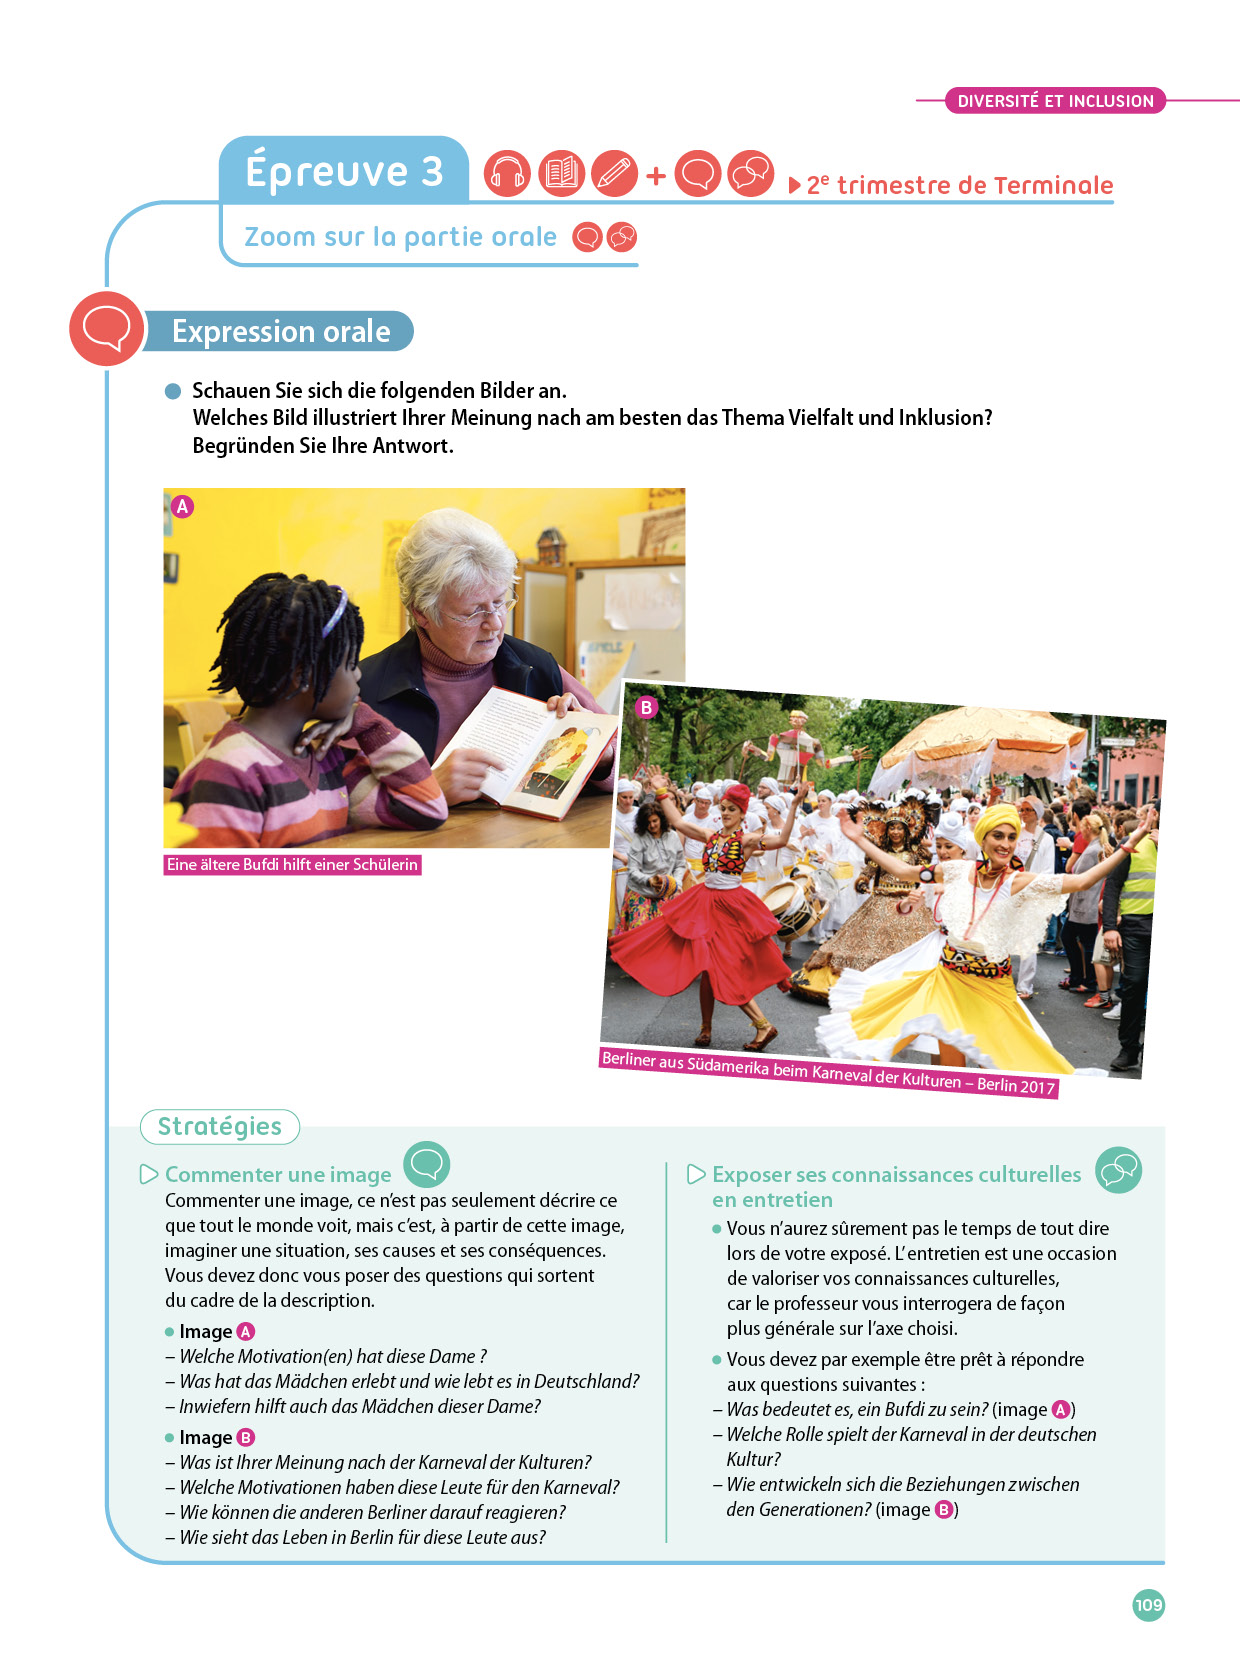 DIVERSITÉ ET INCLUSION
Épreuve 3
+
2e trimestre de Terminale
Zoom sur la partie orale
Expression orale
Schauen Sie sich die folgenden Bilder an.
Welches Bild illustriert Ihrer Meinung nach am besten das Thema Vielfalt und Inklusion?
Begründen Sie Ihre Antwort.
A
Eine ältere Bufdi hilft einer Schülerin
B
Berliner aus Südamerika beim Karneval der Kulturen – Berlin 2017
Stratégies
Commenter une image
Commenter une image, ce n’est pas seulement décrire ce
que tout le monde voit, mais c’est, à partir de cette image,
imaginer une situation, ses causes et ses conséquences.
Vous devez donc vous poser des questions qui sortent
du cadre de la description.
• Image A
– Welche Motivation(en) hat diese Dame ?
– Was hat das Mädchen erlebt und wie lebt es in Deutschland?
– Inwiefern hilft auch das Mädchen dieser Dame?
• Image B
– Was ist Ihrer Meinung nach der Karneval der Kulturen?
– Welche Motivationen haben diese Leute für den Karneval?
– Wie können die anderen Berliner darauf reagieren?
– Wie sieht das Leben in Berlin für diese Leute aus?
Exposer ses connaissances culturelles
en entretien
• Vous n’aurez sûrement pas le temps de tout dire
lors de votre exposé. L’entretien est une occasion
de valoriser vos connaissances culturelles,
car le professeur vous interrogera de façon
plus générale sur l’axe choisi.
• Vous devez par exemple être prêt à répondre
aux questions suivantes :
– Was bedeutet es, ein Bufdi zu sein? (image A)
– Welche Rolle spielt der Karneval in der deutschen
Kultur?
– Wie entwickeln sich die Beziehungen zwischen
den Generationen? (image B)
109